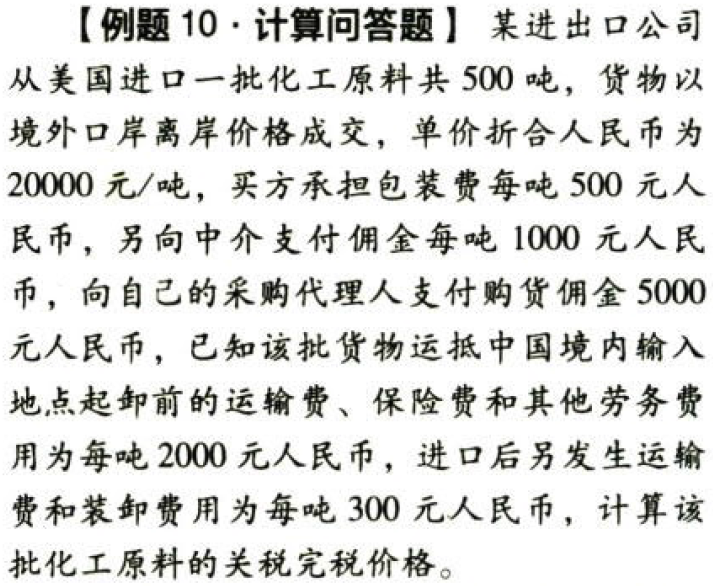 【例题 10·计算问答题】 某进出口公司
从美国进口一批化工原料共 500 吨，货物以
境外口岸离岸价格成交，单价折合人民币为
20000 元/吨，买方承担包装费每吨 500 元人
民币，另向中介支付佣金每吨 1000 元人民
币，向自己的采购代理人支付购货佣金 5000
元人民币，已知该批货物运抵中国境内输入
地点起卸前的运输费、保险费和其他劳务费
用为每吨 2000 元人民币，进口后另发生运输
费和装卸费用为每吨 300 元人民币，计算该
批化工原料的关税完税价格。